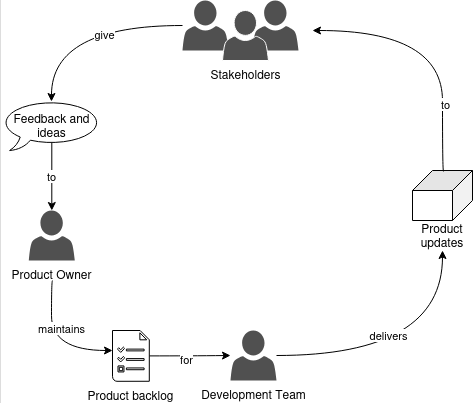 give
Stakeholders
Feedback and
ideas
to
to
Product Owner
Product
updates
maintains
for
delivers
Product backlog
Development Team